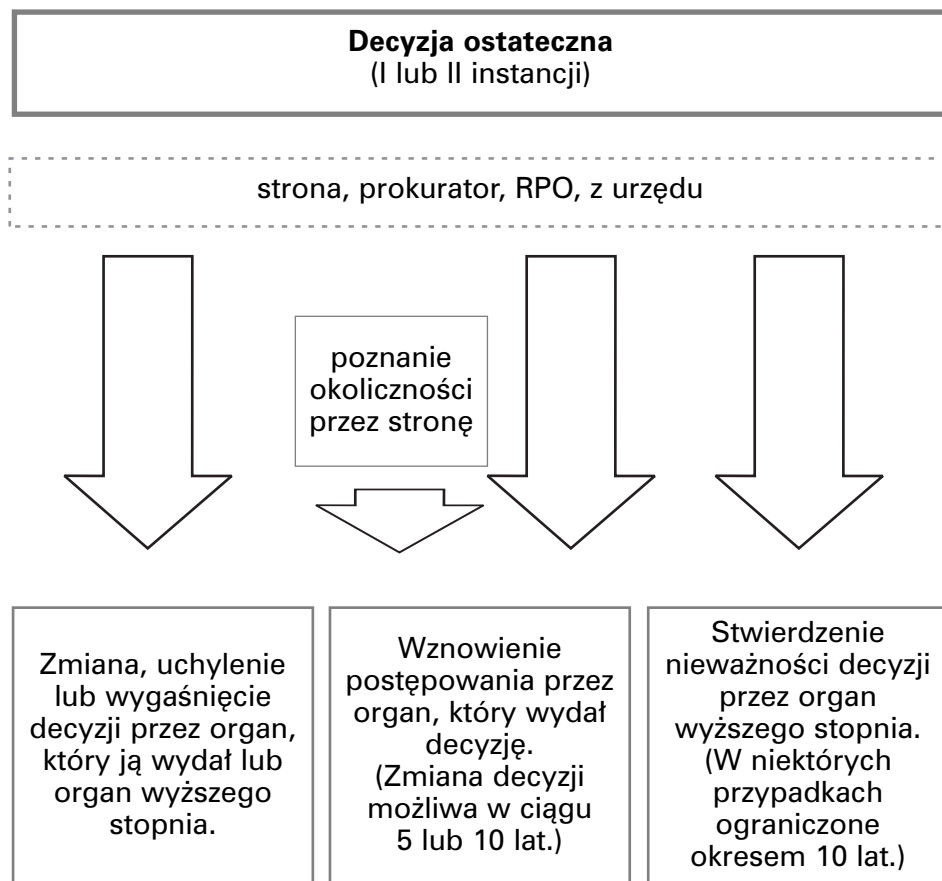 Decyzja ostateczna
(I lub II instancji)
strona, prokurator, RPO, z urzędu
poznanie
okoliczności
przez stronę
Zmiana, uchylenie
lub wygaśnięcie
decyzji przez organ,
który ją wydał lub
organ wyższego
stopnia.
Wznowienie
postępowania przez
organ, który wydał
decyzję.
(Zmiana decyzji
możliwa w ciągu
5 lub 10 lat.)
Stwierdzenie
nieważności decyzji
przez organ
wyższego stopnia.
(W niektórych
przypadkach
ograniczone
okresem 10 lat.)